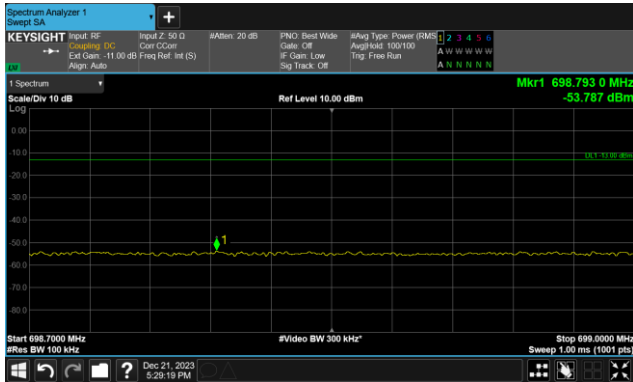 Spectrum Analyzer 1
Swept SA
KEYSIGHT
Input: RF
Coupling: DC
Ext Gain: -11.00 dB
Align: Auto
Input Z: 50 Ω
Corr CCorr
Freq Ref: Int (S)
#Atten: 20 dB
PNO: Best Wide
Gate: Off
IF Gain: Low
Sig Track: Off
#Avg Type: Power (RMS
Avg|Hold: 100/100
Trig: Free Run
1 2 3 4 5 6
A W W W W W
A N N N N N
1 Spectrum
Mkr1 698.793 0 MHz
Scale/Div 10 dB
Ref Level 10.00 dBm
-53.787 dBm
Log
0.00
-10.0
DL1 -13.00 dBm
-20.0
-30.0
-40.0
-50.0
1
-60.0
-70.0
-80.0
Start 698.7000 MHz
#Video BW 300 kHz*
Stop 699.0000 MHz
#Res BW 100 kHz
Sweep 1.00 ms (1001 pts)
?
Dec 21, 2023
5:29:19 PM